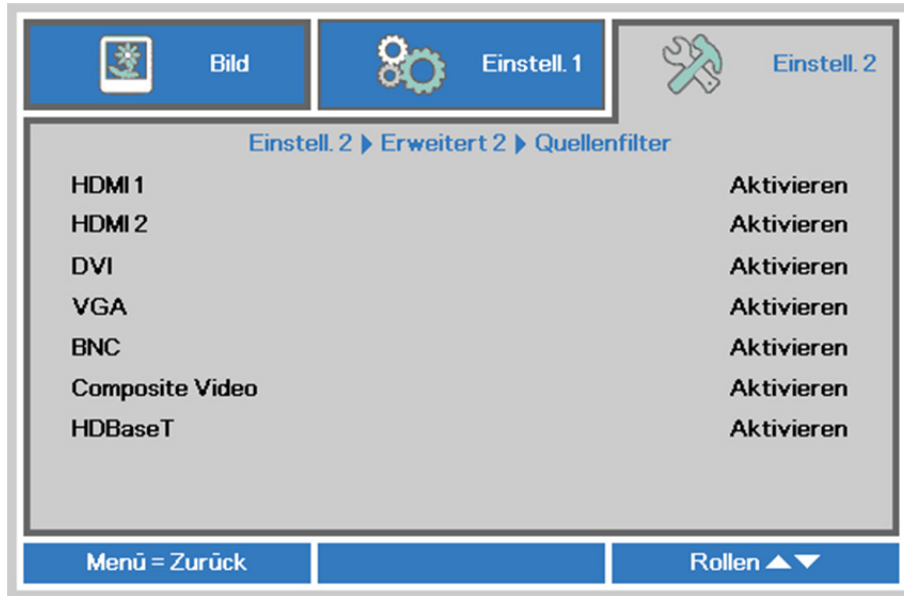 Bild
Einstell. 1
Einstell. 2
Einstell. 2 ▶ Erweitert 2 ▶ Quellenfilter
HDMI 1 Aktivieren
HDMI 2 Aktivieren
DVI Aktivieren
VGA Aktivieren
BNC Aktivieren
Composite Video Aktivieren
HDBaseT Aktivieren
Menü = Zurück
Rollen ▲▼